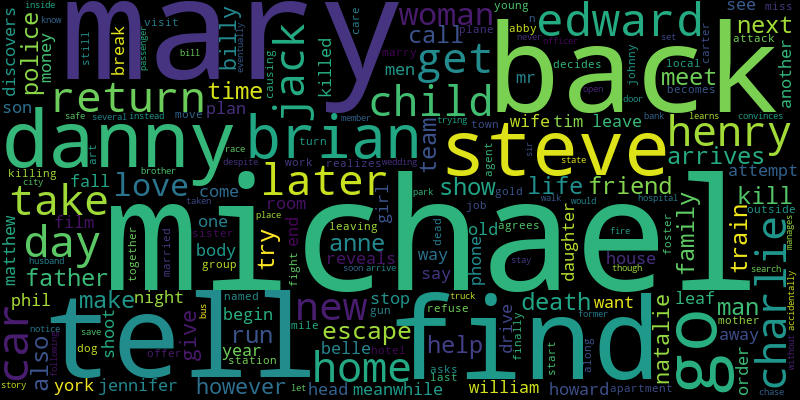 mary
back
michael
tell
find
steve
danny
brian
edward
henry
charlie
jack
get
go
new
car
day
take
later
return
child
woman
love
home
escape
time
police
money
break
discovers
billy
visit
still
passenger
bill
eventually
causing
killed
men
call
care
marry
plane
young
abby
never
mr
decides
officer
next
meet
see
miss
attack
carter
local
set
becomes
another
johnny
open
door
inside
know
son
safe
several
instead
move
plan
killing
city
art
race
brother
despite
work
turn
realizes
member
wedding
team
town
trying
agent
sir
wife
tim
leave
state
bank
learns
convinces
arrives
attempt
fall
come
room
girl
park
dead
way
old
gold
job
show
life
friend
walk
would
hospital
kill
outside
film
taken
place
leaving
agrees
matthew
together
married
sister
one
body
group
try
end
fight
reveals
anne
say
phone
stay
daughter
fire
house
foster
though
family
train
search
manages
accidentally
without
father
husband
soon
arrive
phil
make
night
named
begin
stop
truck
gun
refuse
death
want
leaf
man
mother
away
also
notice
save
shoot
give
bus
run
year
station
mile
help
drive
finally
former
along
natalie
order
york
dog
offer
following
hotel
belle
asks
last
start
story
jennifer
however
let
head
meanwhile
william
howard
apartment
chase